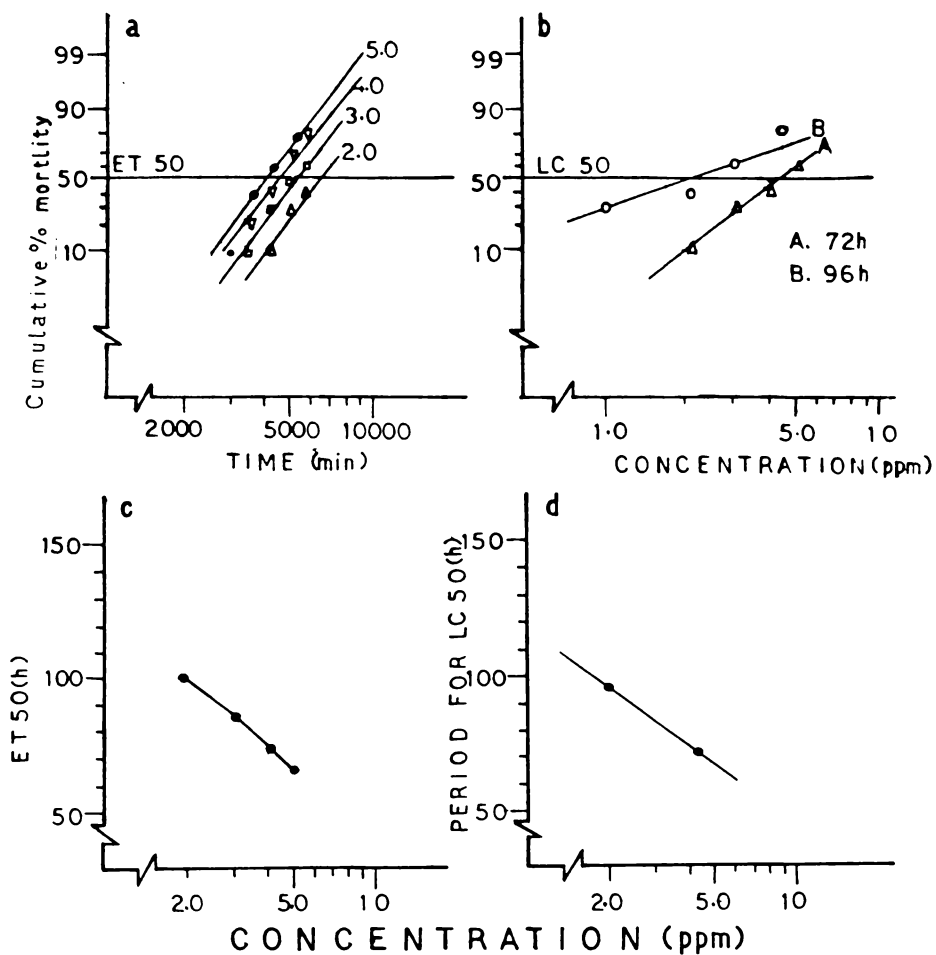 a
99
90
50
10
Cumulative % mortlity
ET 50
5.0
4.0
3.0
2.0
2000 5000 10000
TIME (min)
b
99
90
50
10
LC 50
B
A
A. 72h
B. 96h
1.0 5.0 10
CONCENTRATION (ppm)
c
150
100
50
ET 50(h)
2.0 5.0 10
d
150
100
50
PERIOD FOR LC 50(h)
2.0 5.0 10
CONCENTRATION (ppm)